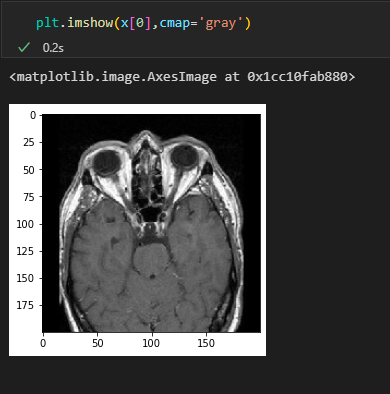 plt.imshow(x[0],cmap='gray')
0.2s
<matplotlib.image.AxesImage at 0x1cc10fab880>
0
25
50
75
100
125
150
175
0 50 100 150